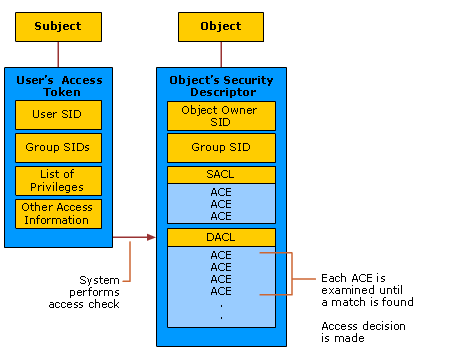 Subject
Object
User's Access
Token
User SID
Group SIDs
List of
Privileges
Other Access
Information
Object's Security
Descriptor
Object Owner
SID
Group SID
SACL
ACE
ACE
ACE
DACL
ACE
ACE
ACE
ACE
.
.
System
performs
access check
Each ACE is
examined until
a match is found
Access decision
is made